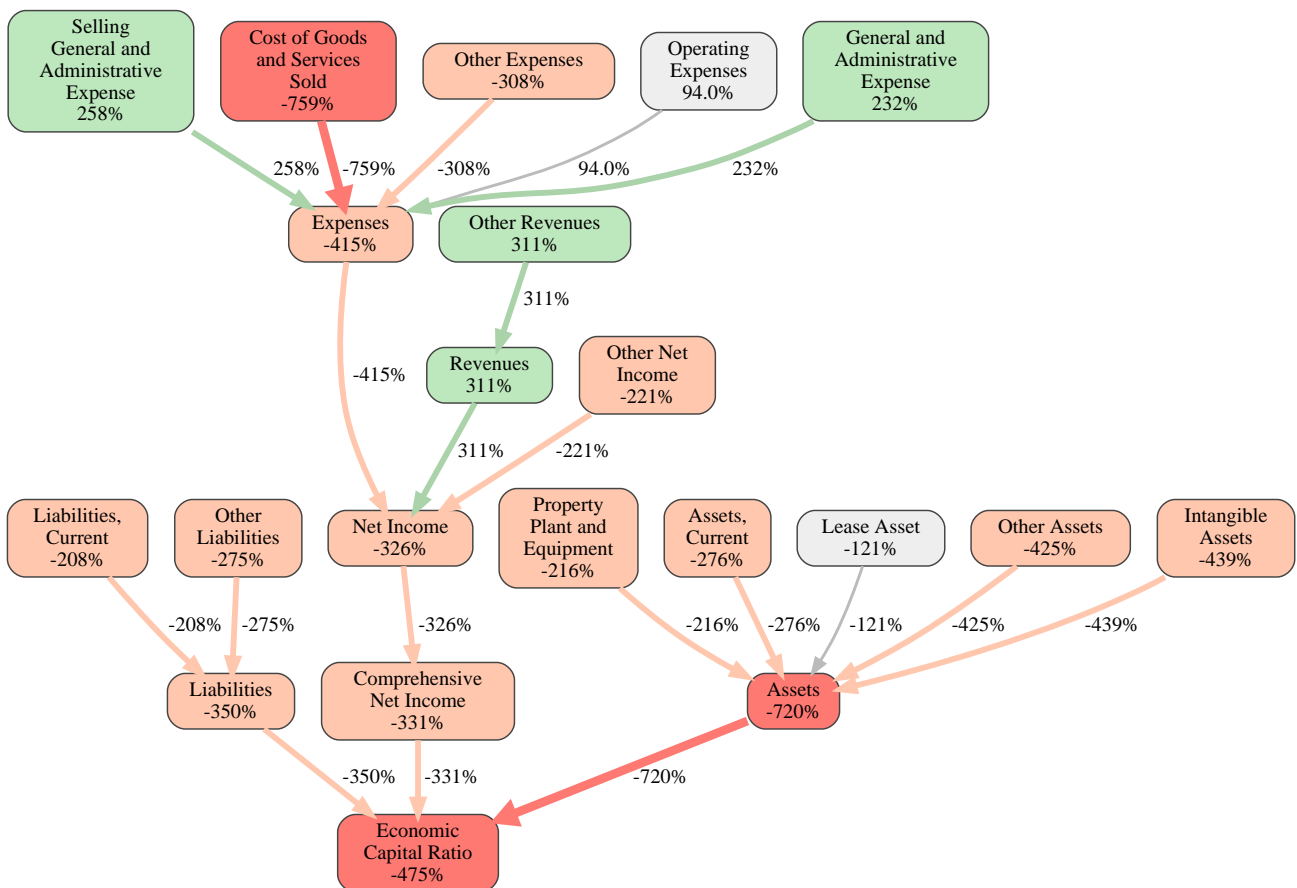 Selling
General and
Administrative
Expense
258%
Cost of Goods
and Services
Sold
-759%
Other Expenses
-308%
Operating
Expenses
94.0%
General and
Administrative
Expense
232%
258%
-759%
-308%
94.0%
232%
Expenses
-415%
Other Revenues
311%
311%
-415%
Revenues
311%
Other Net
Income
-221%
311%
-221%
Liabilities,
Current
-208%
Other
Liabilities
-275%
Net Income
-326%
Property
Plant and
Equipment
-216%
Assets,
Current
-276%
Lease Asset
-121%
Other Assets
-425%
Intangible
Assets
-439%
-208%
-275%
-326%
-216%
-276%
-121%
-425%
-439%
Liabilities
-350%
Comprehensive
Net Income
-331%
Assets
-720%
-350%
-331%
-720%
Economic
Capital Ratio
-475%